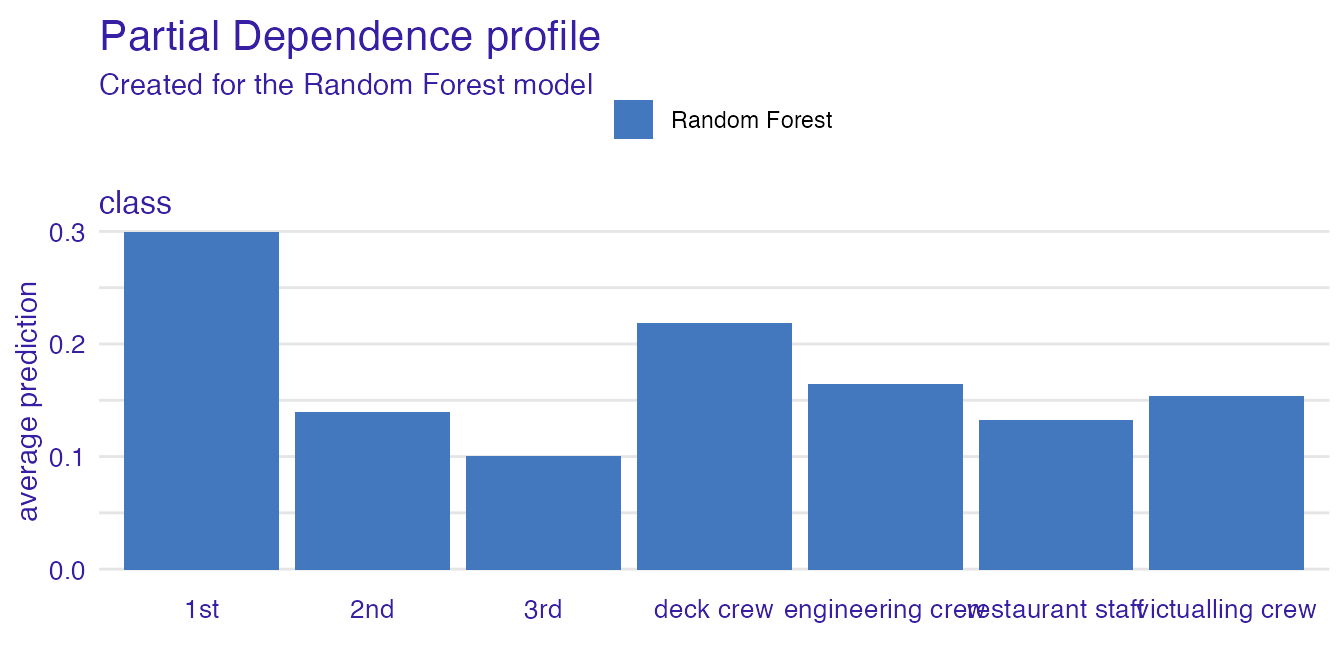 Partial Dependence profile
Created for the Random Forest model
Random Forest
class
average prediction
0.3
0.2
0.1
0.0
1st 2nd 3rd deck crew engineering crew restaurant staff victualling crew